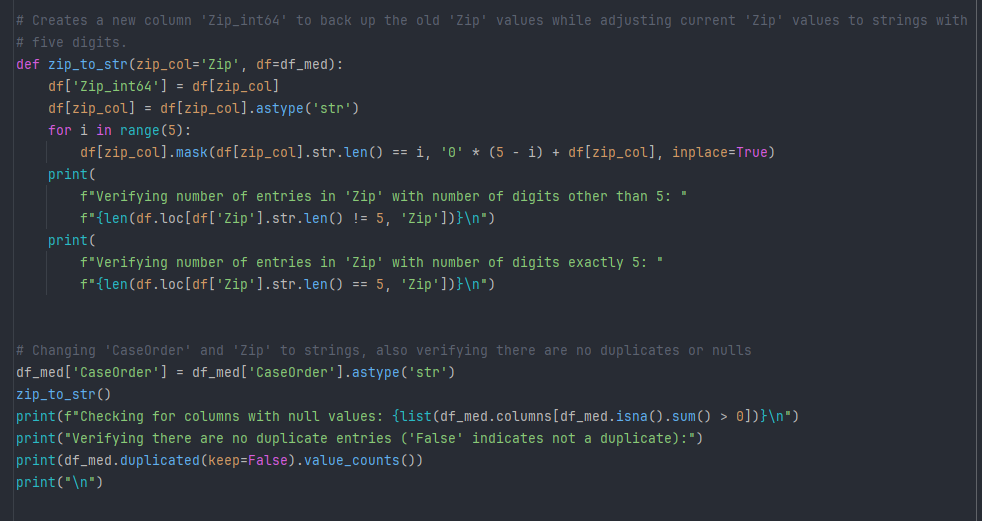 # Creates a new column 'Zip_int64' to back up the old 'Zip' values while adjusting current 'Zip' values to strings with
# five digits.
def zip_to_str(zip_col='Zip', df=df_med):
    df['Zip_int64'] = df[zip_col]
    df[zip_col] = df[zip_col].astype('str')
    for i in range(5):
        df[zip_col].mask(df[zip_col].str.len() == i, '0' * (5 - i) + df[zip_col], inplace=True)
    print(
        f"Verifying number of entries in 'Zip' with number of digits other than 5: "
        f"{len(df.loc[df['Zip'].str.len() != 5, 'Zip'])}\n")
    print(
        f"Verifying number of entries in 'Zip' with number of digits exactly 5: "
        f"{len(df.loc[df['Zip'].str.len() == 5, 'Zip'])}\n")
# Changing 'CaseOrder' and 'Zip' to strings, also verifying there are no duplicates or nulls
df_med['CaseOrder'] = df_med['CaseOrder'].astype('str')
zip_to_str()
print(f"Checking for columns with null values: {list(df_med.columns[df_med.isna().sum() > 0])}\n")
print("Verifying there are no duplicate entries ('False' indicates not a duplicate):")
print(df_med.duplicated(keep=False).value_counts())
print("\n")